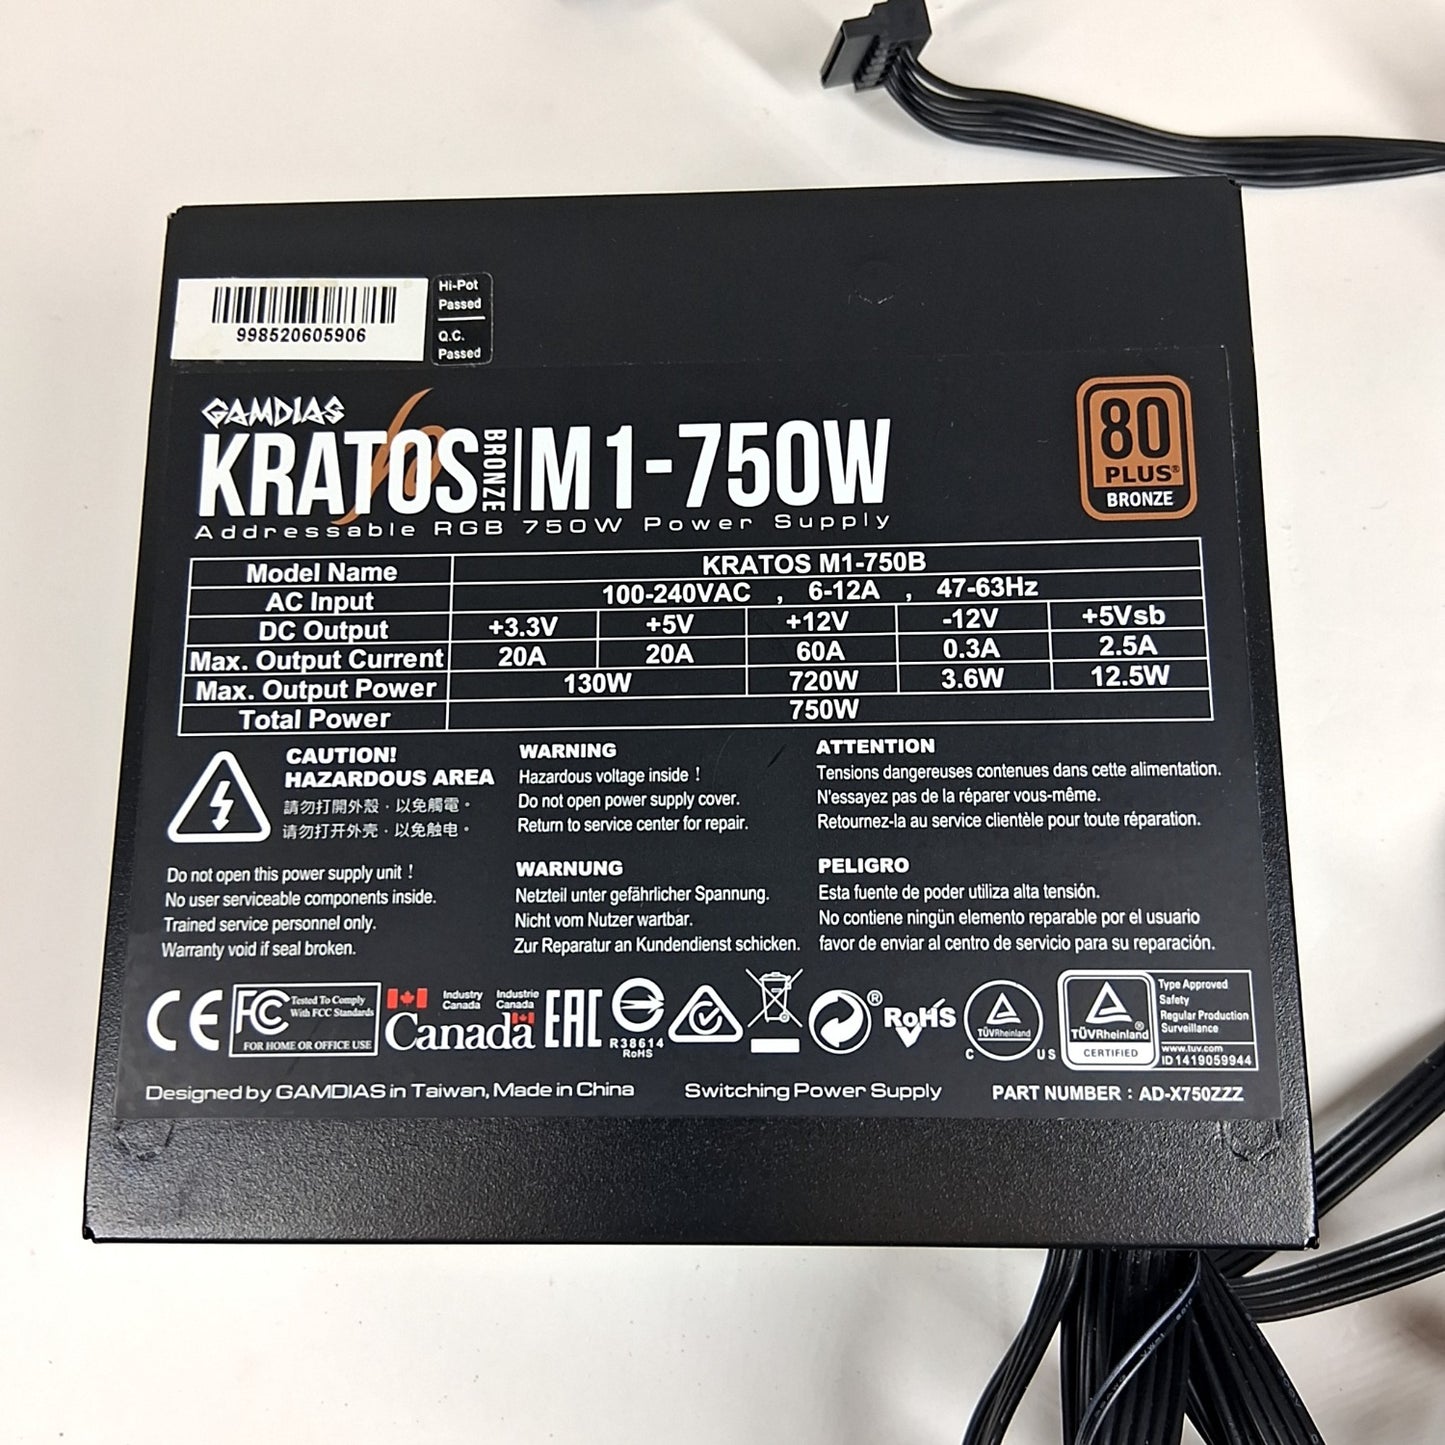 998520605906
Hi-Pot
Passed
Q.C.
Passed
GAMDIAS
KRATOS BRONZE M1-750W
Addressable RGB 750W Power Supply
80
PLUS®
BRONZE
Model Name KRATOS M1-750B
AC Input 100-240VAC , 6-12A , 47-63Hz
DC Output +3.3V +5V +12V -12V +5Vsb
Max. Output Current 20A 20A 60A 0.3A 2.5A
Max. Output Power 130W 720W 3.6W 12.5W
Total Power 750W
CAUTION!
HAZARDOUS AREA
請勿打開外殼，以免觸電。
请勿打开外壳，以免触电。
Do not open this power supply unit !
No user serviceable components inside.
Trained service personnel only.
Warranty void if seal broken.
WARNING
Hazardous voltage inside !
Do not open power supply cover.
Return to service center for repair.
WARNUNG
Netzteil unter gefährlicher Spannung.
Nicht vom Nutzer wartbar.
Zur Reparatur an Kundendienst schicken.
ATTENTION
Tensions dangereuses contenues dans cette alimentation.
N'essayez pas de la réparer vous-même.
Retournez-la au service clientèle pour toute réparation.
PELIGRO
Esta fuente de poder utiliza alta tensión.
No contiene ningún elemento reparable por el usuario
favor de enviar al centro de servicio para su reparación.
CE
FC Tested To Comply
With FCC Standards
FOR HOME OR OFFICE USE
Industry Canada
Industrie Canada
Canada
EAC
R38614
RoHS
®
RoHS
TÜVRheinland
C US
TÜVRheinland®
CERTIFIED
Type Approved
Safety
Regular Production
Surveillance
www.tuv.com
ID 1419059944
Designed by GAMDIAS in Taiwan, Made in China
Switching Power Supply
PART NUMBER : AD-X750ZZZ